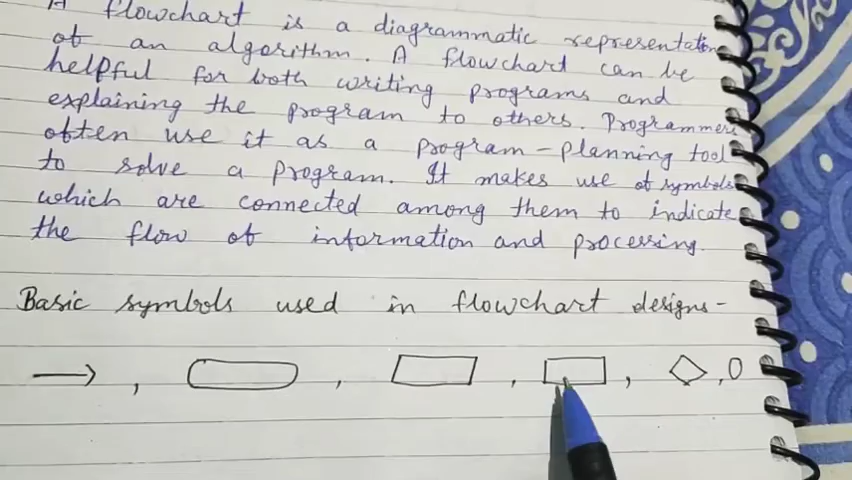 A flowchart is a diagrammatic representation
of an algorithm. A flowchart can be
helpful for both writing programs and
explaining the program to others. Programmers
often use it as a program - planning tool
to solve a program. It makes use of symbols
which are connected among them to indicate
the flow of information and processing.
Basic symbols used in flowchart designs -